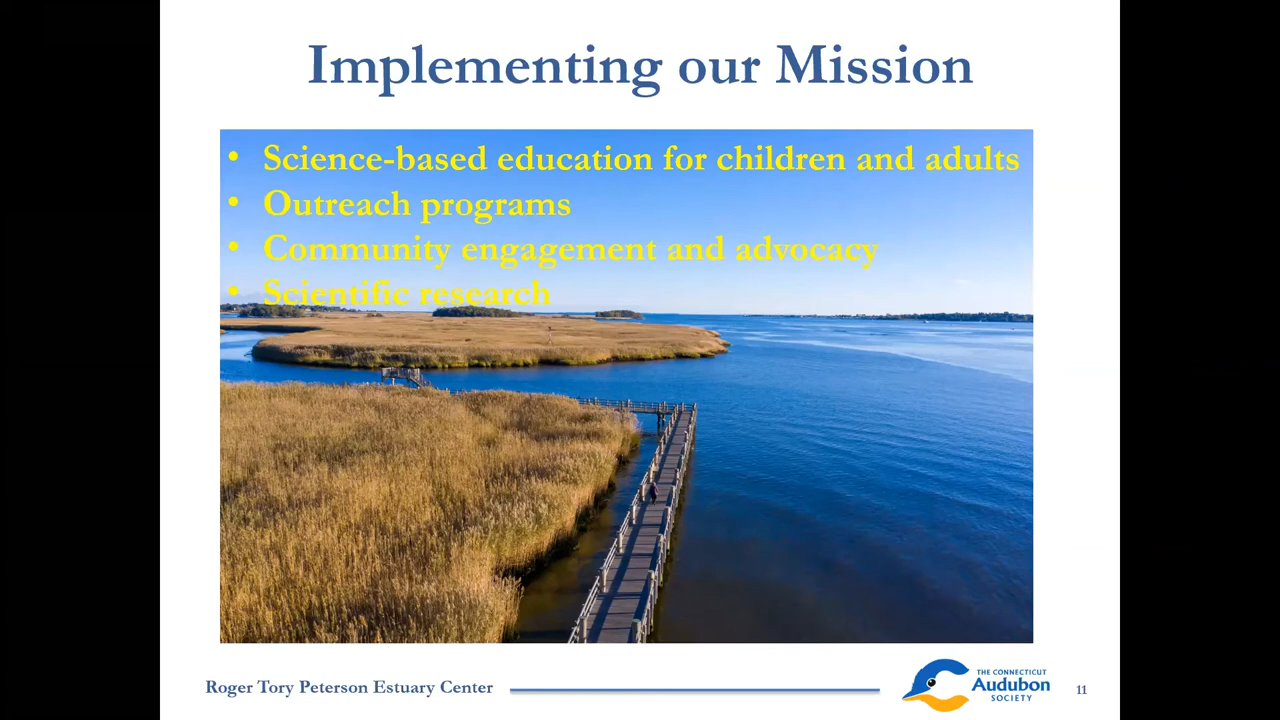 Implementing our Mission
• Science-based education for children and adults
• Outreach programs
• Community engagement and advocacy
• Scientific research
Roger Tory Peterson Estuary Center
THE CONNECTICUT
Audubon
SOCIETY
11